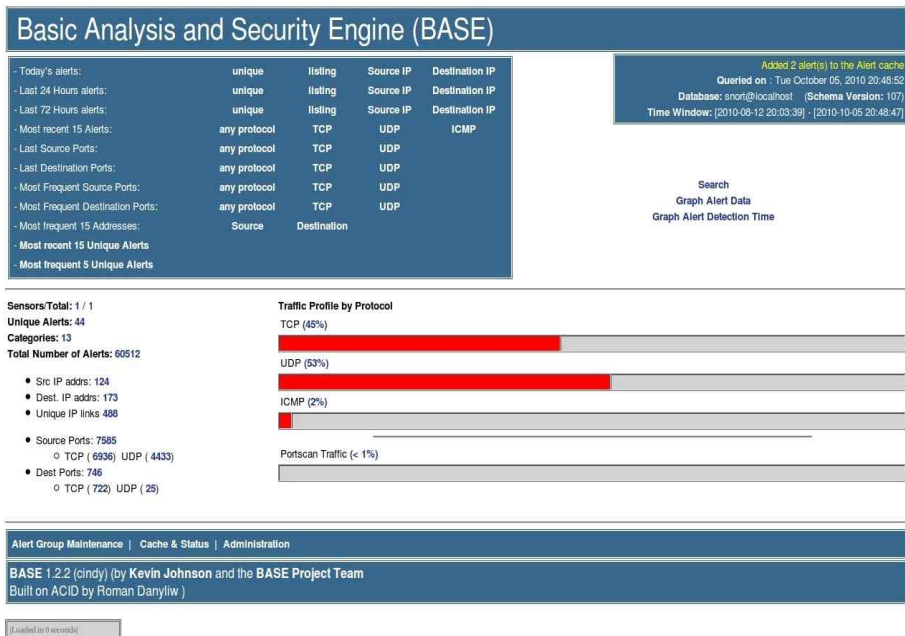 Basic Analysis and Security Engine (BASE)
- Today's alerts: unique listing Source IP Destination IP
- Last 24 Hours alerts: unique listing Source IP Destination IP
- Last 72 Hours alerts: unique listing Source IP Destination IP
- Most recent 15 Alerts: any protocol TCP UDP ICMP
- Last Source Ports: any protocol TCP UDP
- Last Destination Ports: any protocol TCP UDP
- Most Frequent Source Ports: any protocol TCP UDP
- Most Frequent Destination Ports: any protocol TCP UDP
- Most frequent 15 Addresses: Source Destination
- Most recent 15 Unique Alerts
- Most frequent 5 Unique Alerts
Added 2 alert(s) to the Alert cache
Queried on : Tue October 05, 2010 20:48:52
Database: snort@localhost (Schema Version: 107)
Time Window: [2010-08-12 20:03:39] - [2010-10-05 20:48:47]
Search
Graph Alert Data
Graph Alert Detection Time
Sensors/Total: 1 / 1
Unique Alerts: 44
Categories: 13
Total Number of Alerts: 60512
Src IP addrs: 124
Dest. IP addrs: 173
Unique IP links 488
Source Ports: 7585
TCP ( 6936) UDP ( 4433)
Dest Ports: 746
TCP ( 722) UDP ( 25)
Traffic Profile by Protocol
TCP (45%)
UDP (53%)
ICMP (2%)
Portscan Traffic (< 1%)
Alert Group Maintenance | Cache & Status | Administration
BASE 1.2.2 (cindy) (by Kevin Johnson and the BASE Project Team
Built on ACID by Roman Danyliw )
[Loaded in 0 seconds]